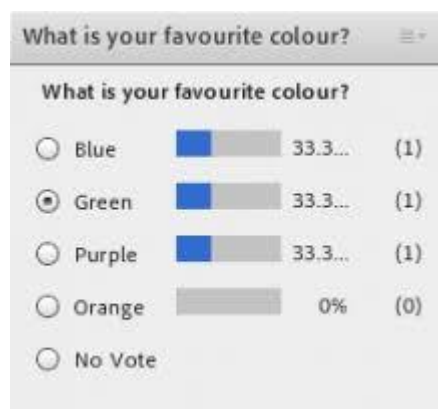 What is your favourite colour?
What is your favourite colour?
Blue 33.3... (1)
Green 33.3... (1)
Purple 33.3... (1)
Orange 0% (0)
No Vote